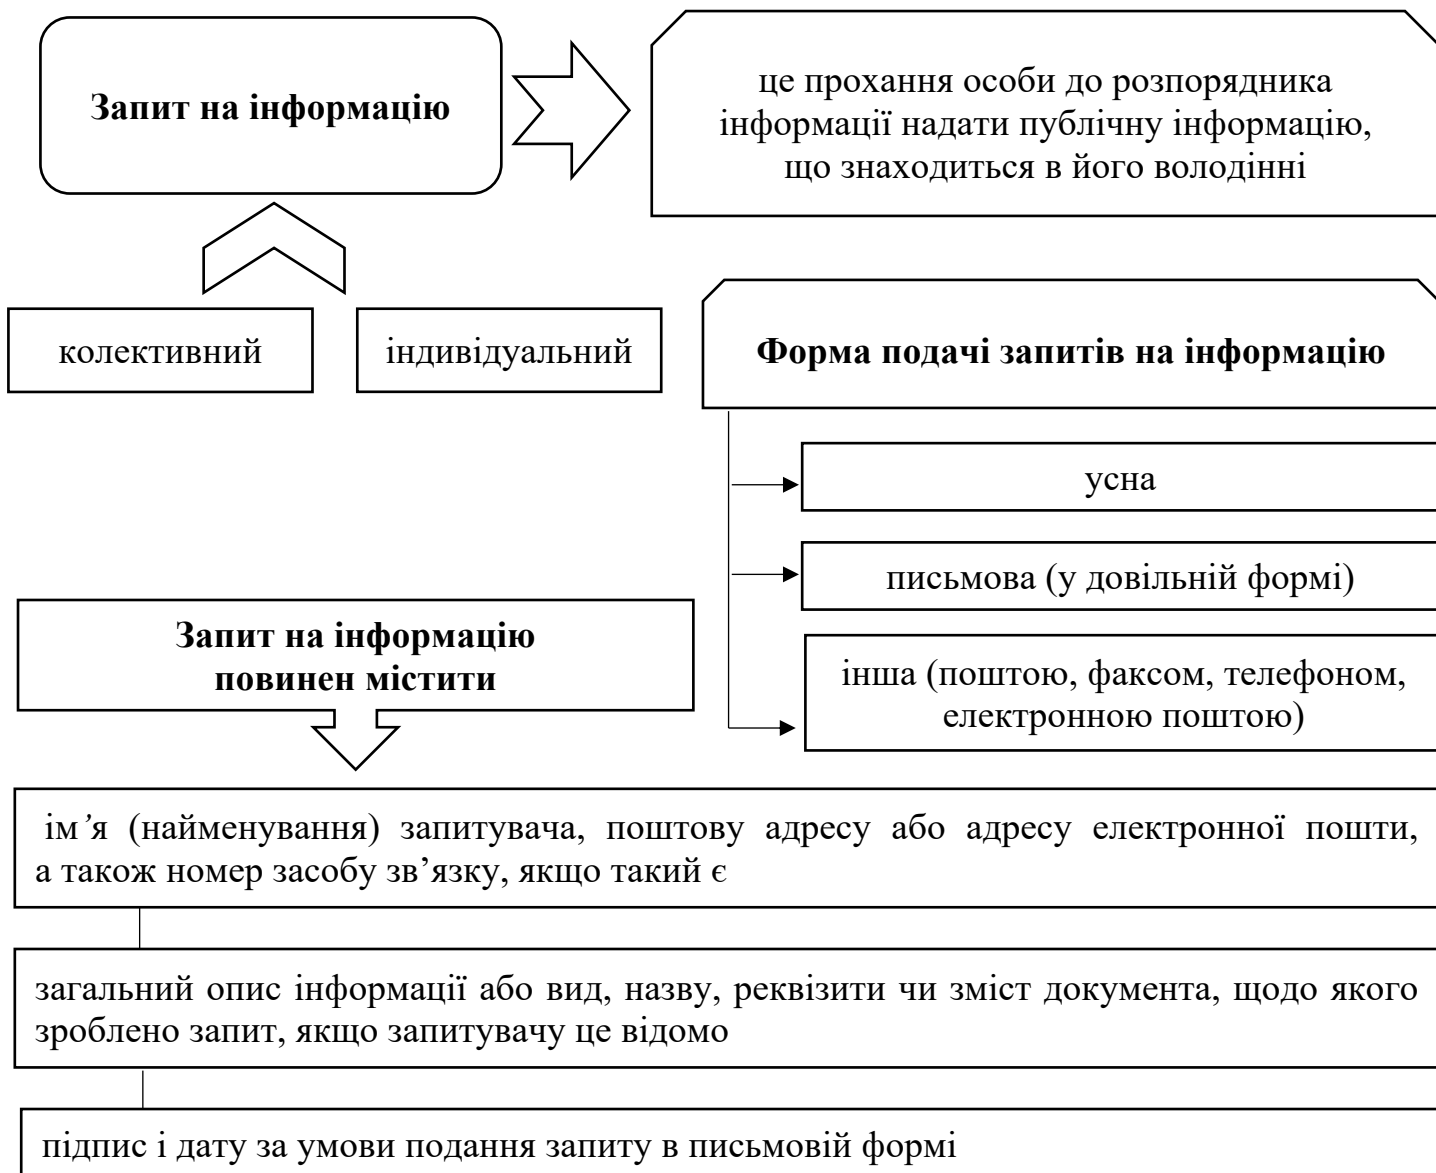 Запит на інформацію
це прохання особи до розпорядника
інформації надати публічну інформацію,
що знаходиться в його володінні
колективний
індивідуальний
Форма подачі запитів на інформацію
усна
письмова (у довільній формі)
інша (поштою, факсом, телефоном,
електронною поштою)
Запит на інформацію
повинен містити
ім’я (найменування) запитувача, поштову адресу або адресу електронної пошти,
а також номер засобу зв’язку, якщо такий є
загальний опис інформації або вид, назву, реквізити чи зміст документа, щодо якого
зроблено запит, якщо запитувачу це відомо
підпис і дату за умови подання запиту в письмовій формі